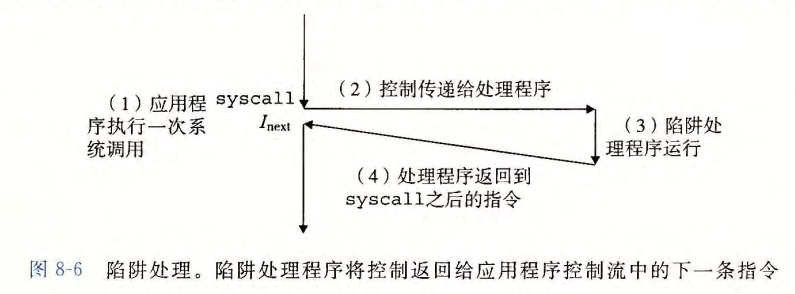 (1)应用程
序执行一次系
统调用
syscall
Inext
(2)控制传递给处理程序
(3)陷阱处
理程序运行
(4)处理程序返回到
syscall之后的指令
图 8-6 陷阱处理。陷阱处理程序将控制返回给应用程序控制流中的下一条指令